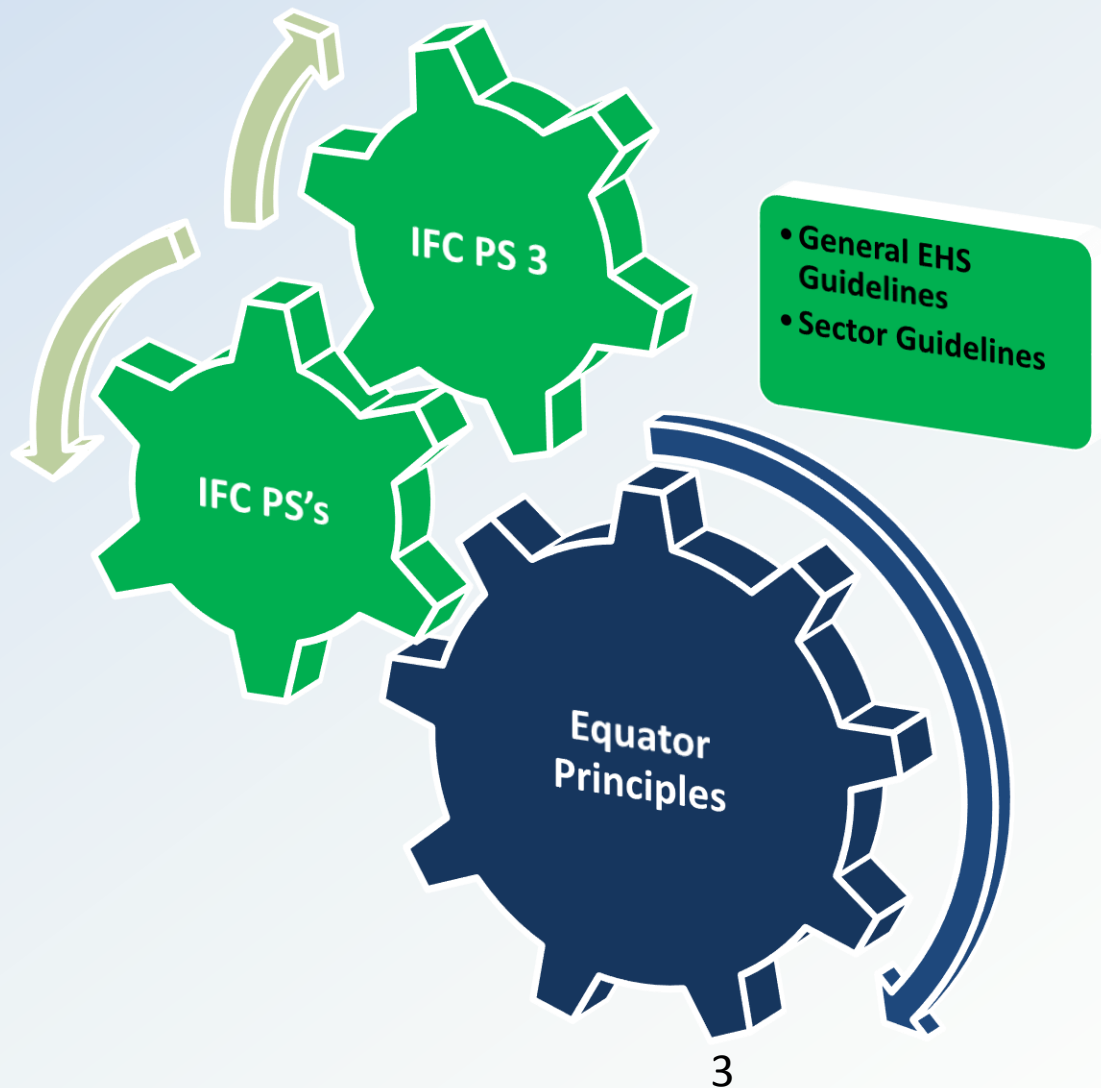 IFC PS 3
• General EHS
Guidelines
• Sector Guidelines
IFC PS’s
Equator
Principles
3